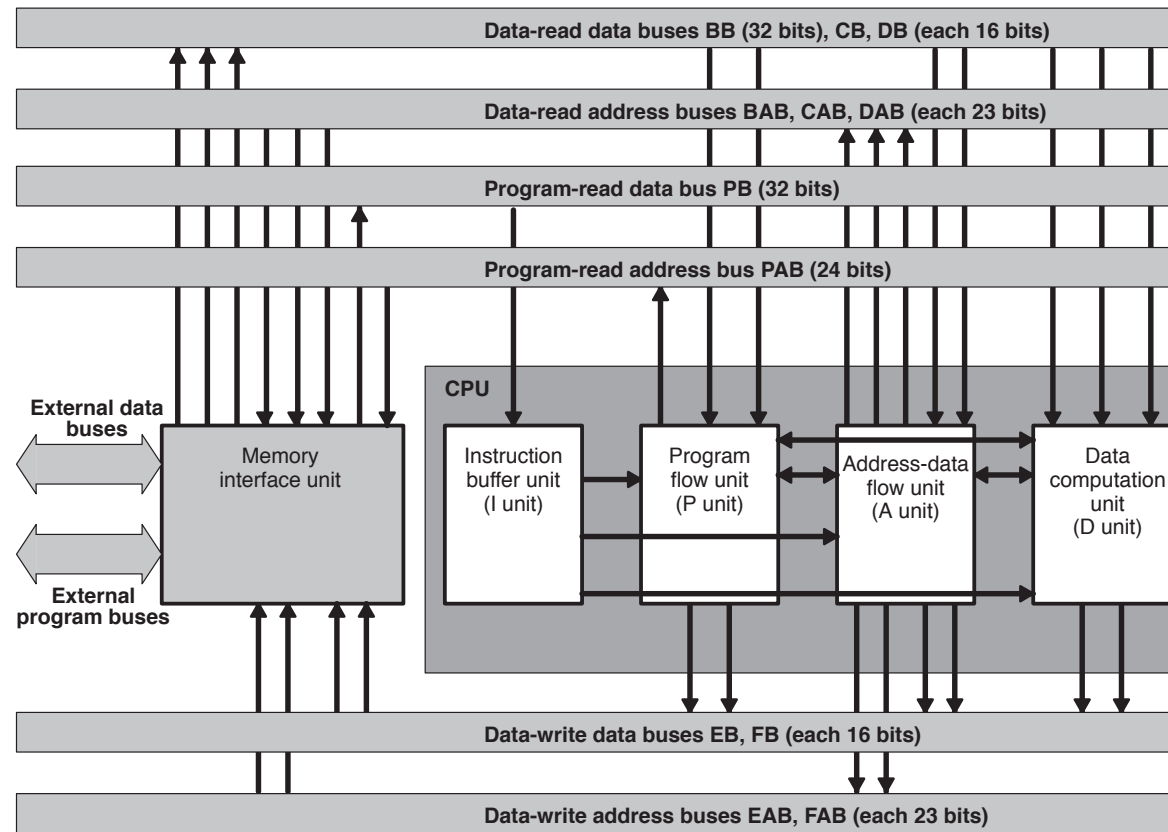 Data-read data buses BB (32 bits), CB, DB (each 16 bits)
Data-read address buses BAB, CAB, DAB (each 23 bits)
Program-read data bus PB (32 bits)
Program-read address bus PAB (24 bits)
CPU
External data
buses
Memory
interface unit
Instruction
buffer unit
(I unit)
Program
flow unit
(P unit)
Address-data
flow unit
(A unit)
Data
computation
unit
(D unit)
External
program buses
Data-write data buses EB, FB (each 16 bits)
Data-write address buses EAB, FAB (each 23 bits)